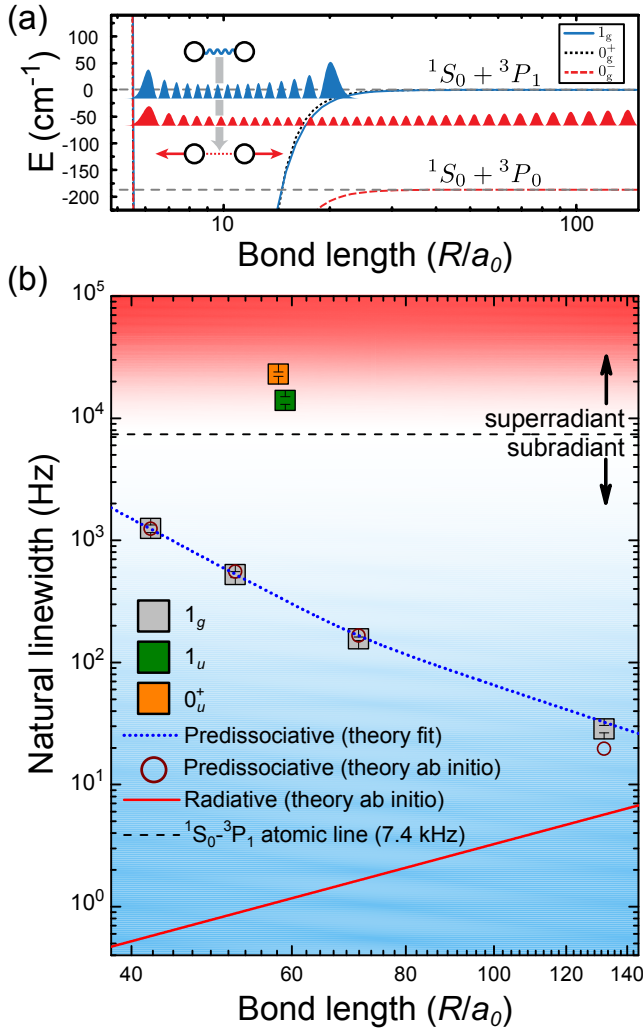 (a)
E (cm⁻¹)
100
50
0
-50
-100
-150
-200
1g
0g⁺
0g⁻
¹S₀ + ³P₁
¹S₀ + ³P₀
10
100
Bond length (R/a₀)
(b)
Natural linewidth (Hz)
10⁵
10⁴
10³
10²
10¹
10⁰
superradiant
subradiant
1g
1u
0u⁺
Predissociative (theory fit)
Predissociative (theory ab initio)
Radiative (theory ab initio)
¹S₀-³P₁ atomic line (7.4 kHz)
40
60
80
100
120
140
Bond length (R/a₀)